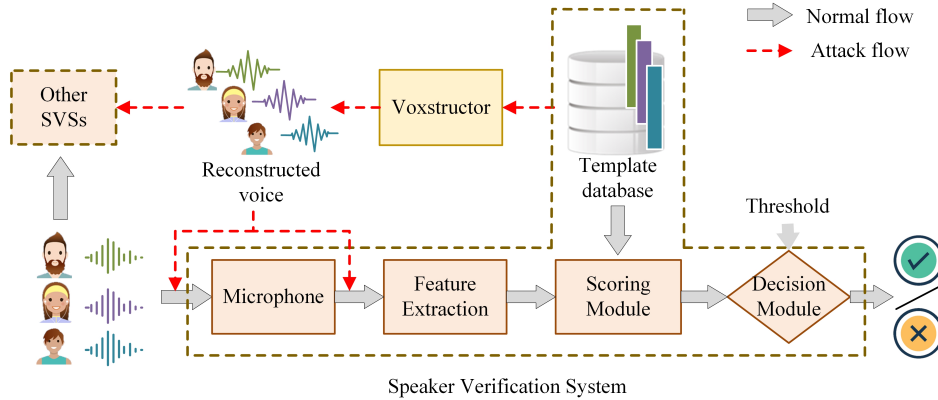 Normal flow
Attack flow
Other
SVSs
Voxstructor
Reconstructed
voice
Template
database
Threshold
Microphone
Feature
Extraction
Scoring
Module
Decision
Module
Speaker Verification System